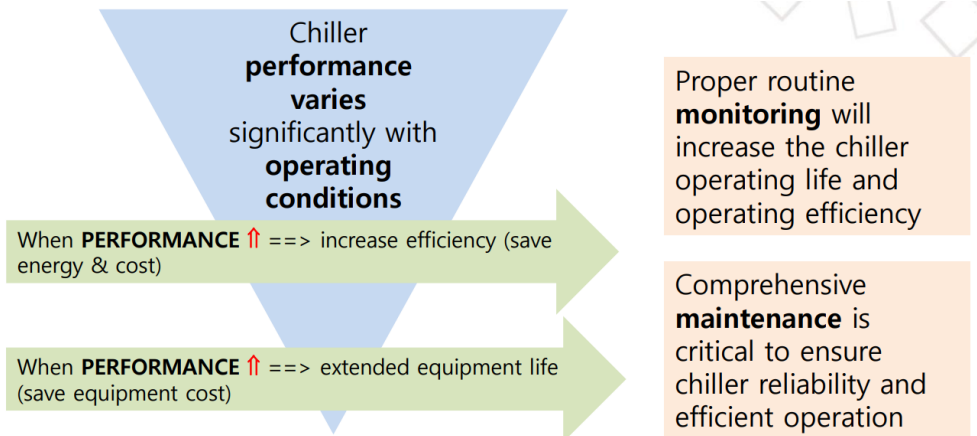 Chiller
performance
varies
significantly with
operating
conditions
When PERFORMANCE ⇑ ==> increase efficiency (save
energy & cost)
When PERFORMANCE ⇑ ==> extended equipment life
(save equipment cost)
Proper routine
monitoring will
increase the chiller
operating life and
operating efficiency
Comprehensive
maintenance is
critical to ensure
chiller reliability and
efficient operation